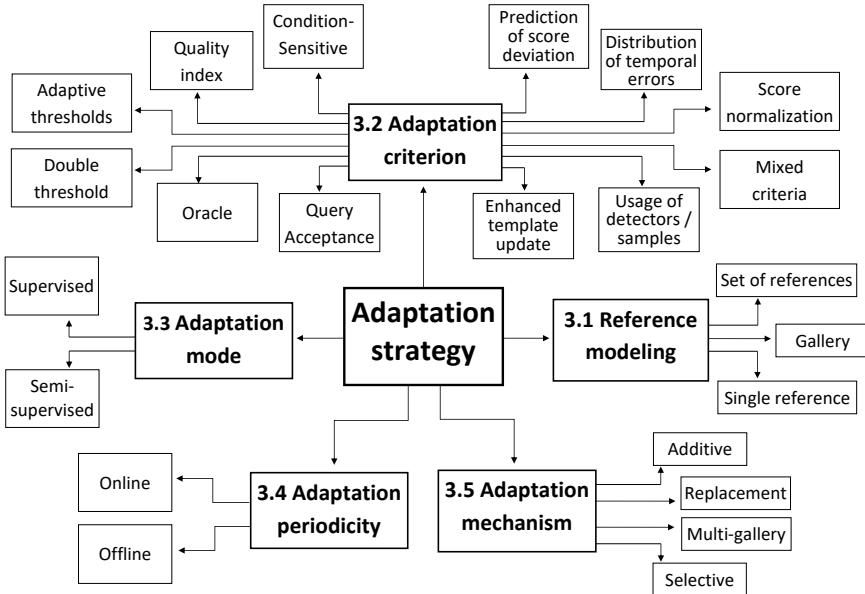 Condition-
Sensitive
Prediction
of score
deviation
Quality
index
Distribution
of temporal
errors
Adaptive
thresholds
Score
normalization
3.2 Adaptation
criterion
Double
threshold
Mixed
criteria
Oracle
Query
Acceptance
Enhanced
template
update
Usage of
detectors /
samples
Supervised
Set of references
Adaptation
strategy
3.3 Adaptation
mode
3.1 Reference
modeling
Gallery
Semi-
supervised
Single reference
Additive
Online
3.4 Adaptation
periodicity
3.5 Adaptation
mechanism
Replacement
Multi-gallery
Offline
Selective